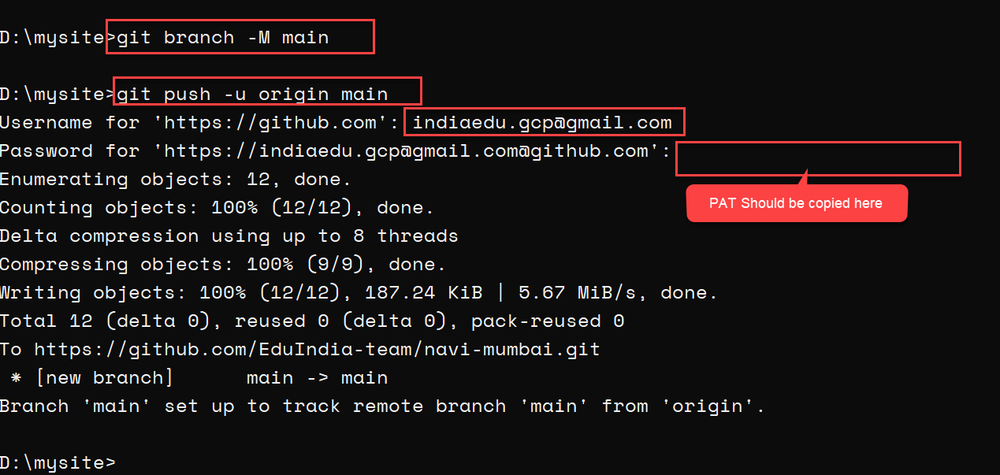 D:\mysite>git branch -M main
D:\mysite>git push -u origin main
Username for 'https://github.com': indiaedu.gcp@gmail.com
Password for 'https://indiaedu.gcp@gmail.com@github.com':
Enumerating objects: 12, done.
PAT Should be copied here
Counting objects: 100% (12/12), done.
Delta compression using up to 8 threads
Compressing objects: 100% (9/9), done.
Writing objects: 100% (12/12), 187.24 KiB | 5.67 MiB/s, done.
Total 12 (delta 0), reused 0 (delta 0), pack-reused 0
To https://github.com/EduIndia-team/navi-mumbai.git
 * [new branch]      main -> main
Branch 'main' set up to track remote branch 'main' from 'origin'.
D:\mysite>